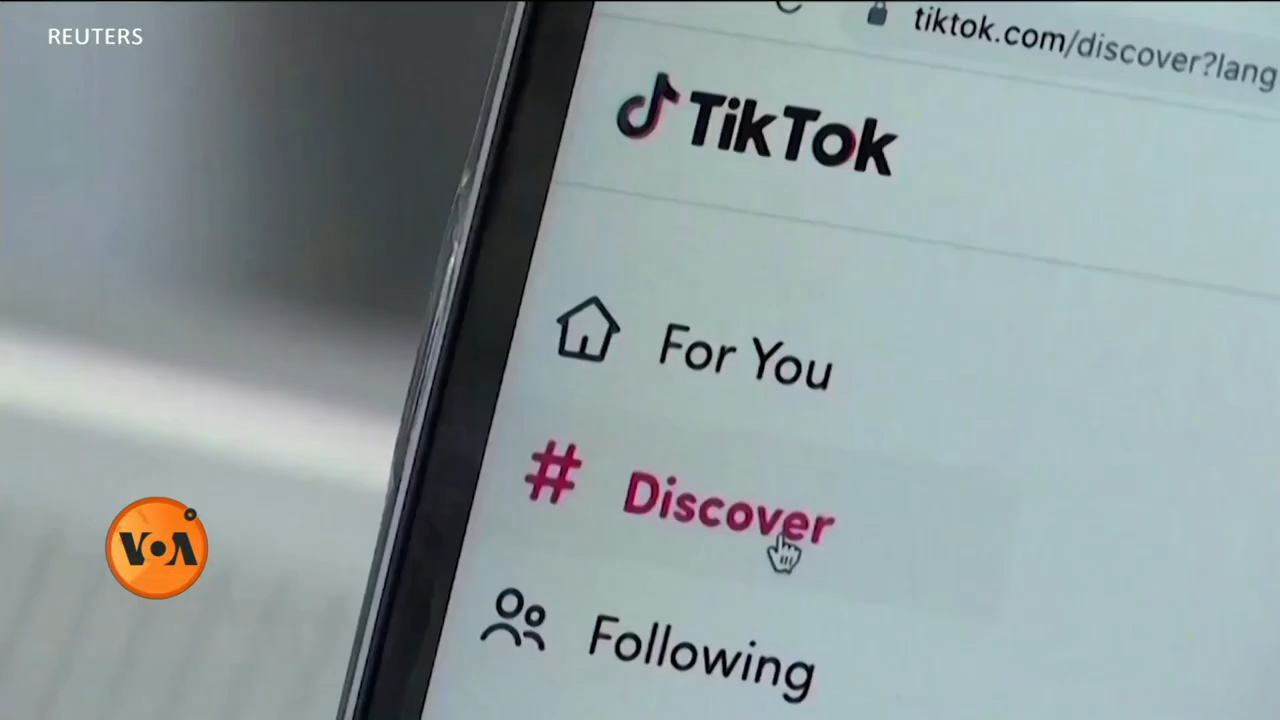 REUTERS
tiktok.com/discover?lang
TikTok
For You
# Discover
VOA
Following